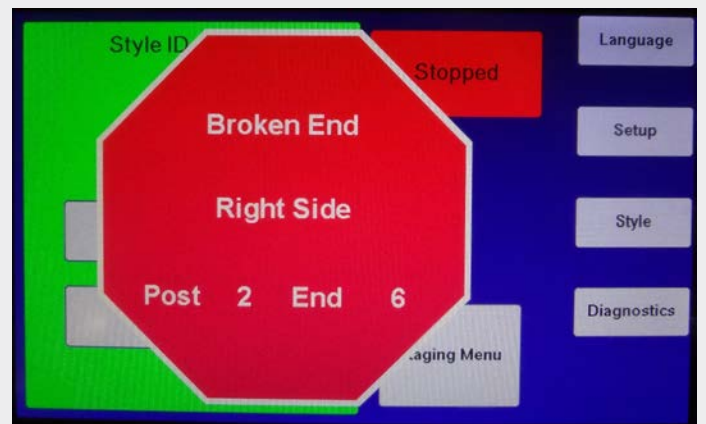 Style ID
Stopped
Broken End
Right Side
Post 2 End 6
aging Menu
Language
Setup
Style
Diagnostics